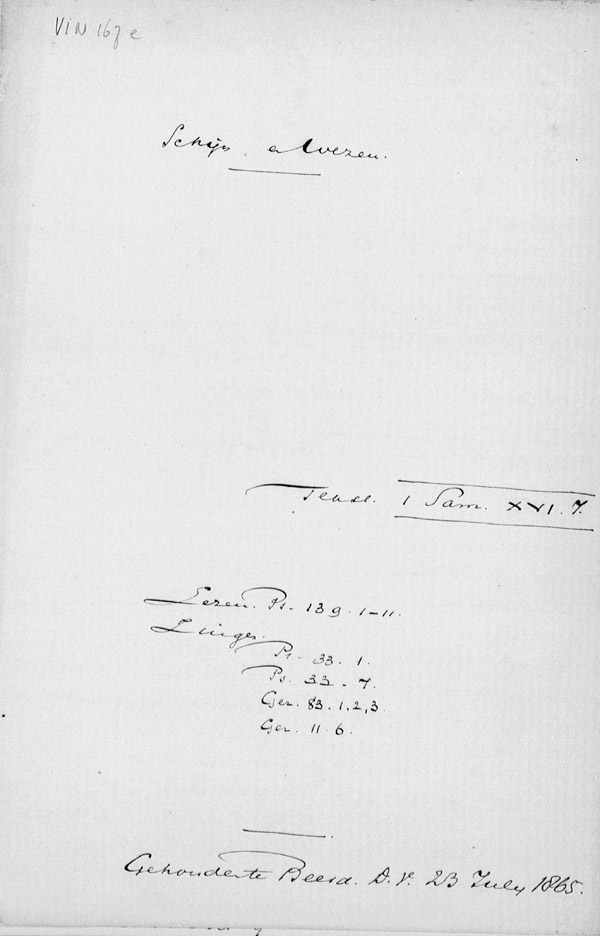 VIN 167 e
Schijn en Wezen.
Tekst. 1 Sam. XVI. 7.
Lezen. Ps. 139. 1-11.
Zingen.
Ps. 33. 1.
Ps. 33. 7.
Gez. 83. 1, 2, 3.
Gez. 11. 6.
Gehouden te Beesd. D.V. 23 July 1865.